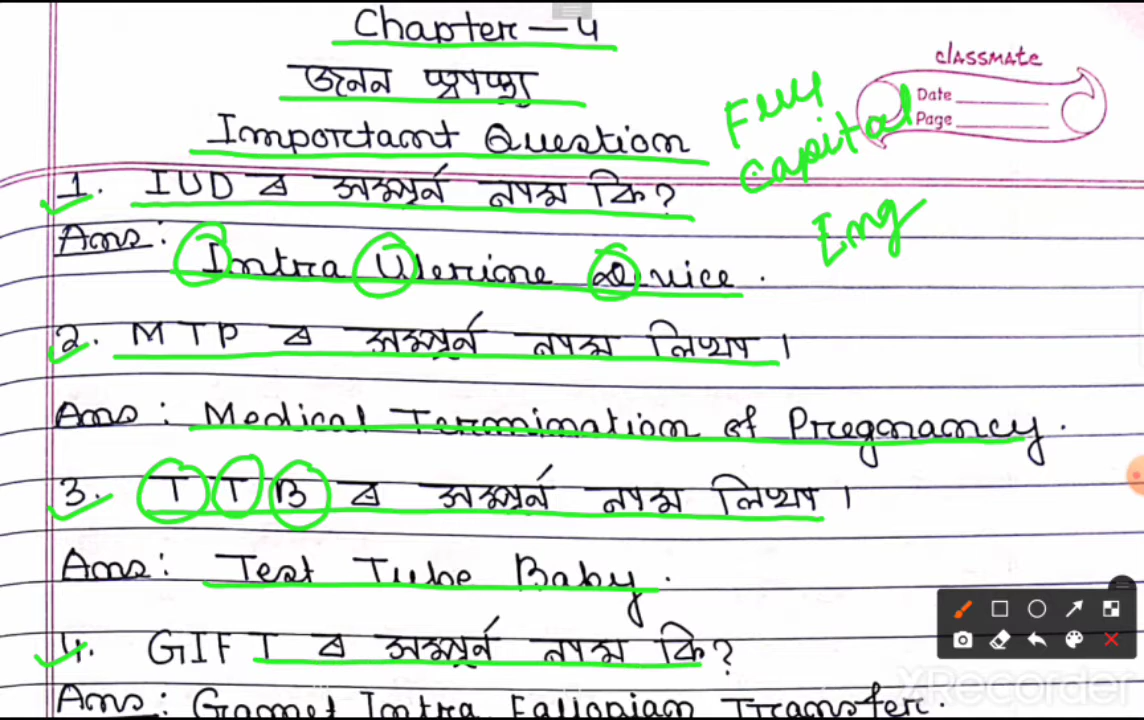 Chapter - 4
জনন স্বাস্থ্য
Important Question
classmate
Date
Page
Full
Capital
Eng
1. IUD ৰ সম্পূৰ্ন নাম কি?
Ans:
Intra Uterine Device.
2. MTP ৰ সম্পূৰ্ন নাম লিখা।
Ans: Medical Termination of Pregnancy.
3. TTB ৰ সম্পূৰ্ন নাম লিখা।
Ans: Test Tube Baby.
4. GIFT ৰ সম্পূৰ্ন নাম কি?
Ans: Gamet Intra Fallopian Transfer.
XRecorder